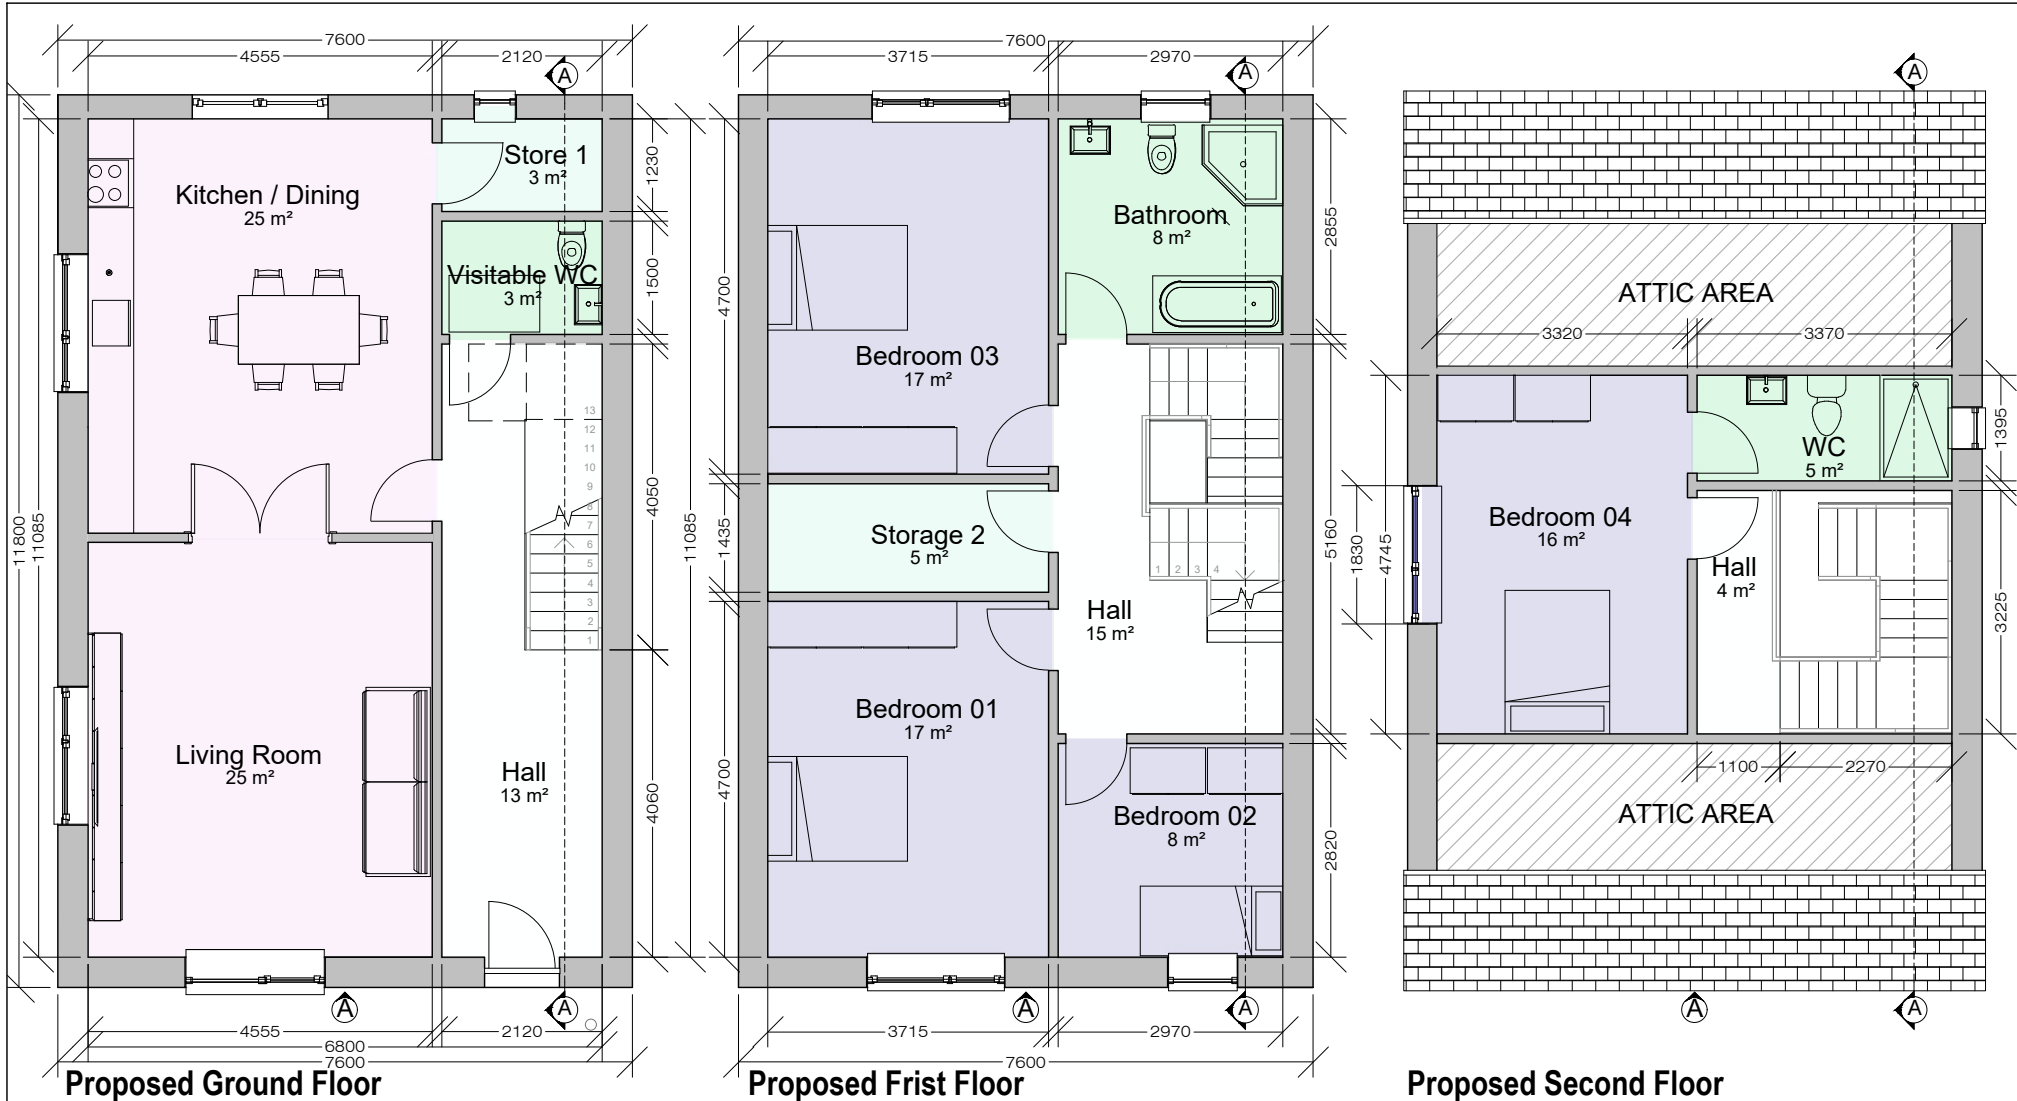 7600
4555
2120
A
Store 1
3 m²
1230
Kitchen / Dining
25 m²
Visitable WC
3 m²
1500
13
12
11
10
9
8
7
6
5
4
3
2
1
4050
11800
11085
Living Room
25 m²
Hall
13 m²
4060
A
A
4555
2120
6800
7600
Proposed Ground Floor
7600
3715
2970
A
11085
4700
1435
4700
Bathroom
8 m²
2855
Bedroom 03
17 m²
Storage 2
5 m²
1 2 3 4
5160
Hall
15 m²
Bedroom 01
17 m²
Bedroom 02
8 m²
2820
A
A
3715
2970
7600
Proposed Frist Floor
A
ATTIC AREA
3320
3370
1395
WC
5 m²
1830
4745
Bedroom 04
16 m²
Hall
4 m²
3225
1100
2270
ATTIC AREA
A
A
Proposed Second Floor